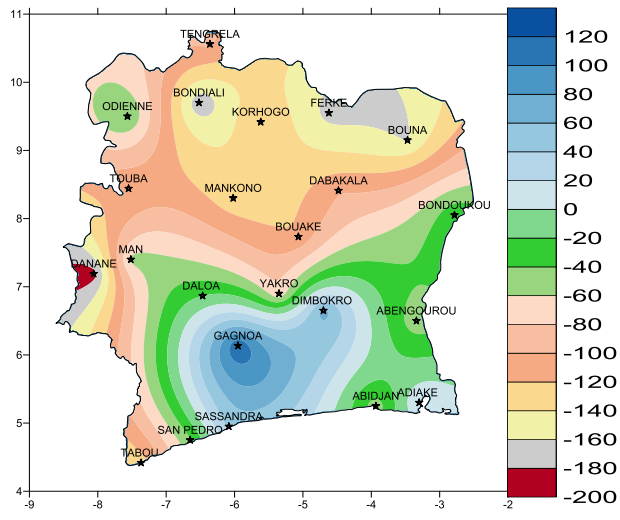 11
10
9
8
7
6
5
4
-9
-8
-7
-6
-5
-4
-3
-2
TENGRELA
BONDIALI
ODIENNE
KORHOGO
FERKE
BOUNA
TOUBA
MANKONO
DABAKALA
BONDOUKOU
BOUAKE
MAN
DANANE
DALOA
YAKRO
DIMBOKRO
ABENGOUROU
GAGNOA
SASSANDRA
ABIDJAN
ADIAKE
SAN PEDRO
TABOU
120
100
80
60
40
20
0
-20
-40
-60
-80
-100
-120
-140
-160
-180
-200